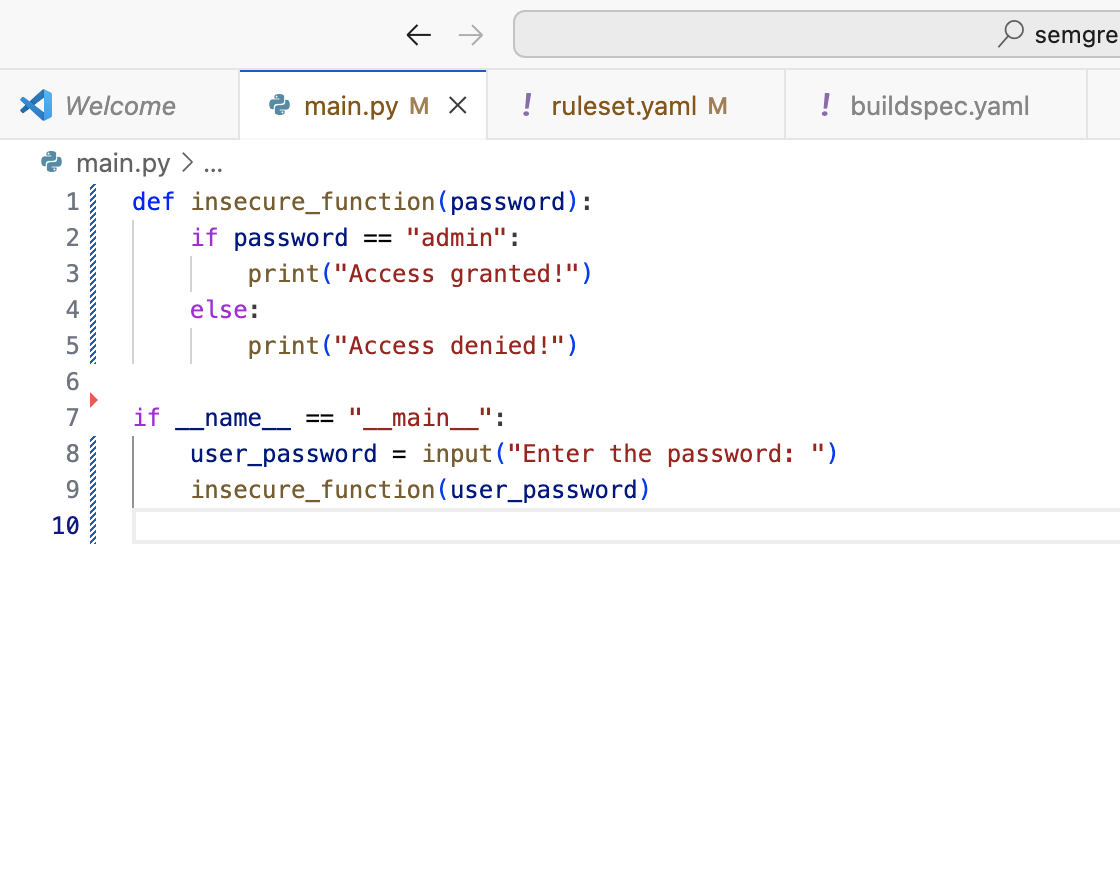 ← → semgre
Welcome main.py M × ! ruleset.yaml M ! buildspec.yaml
main.py > ...
1 def insecure_function(password):
2     if password == "admin":
3         print("Access granted!")
4     else:
5         print("Access denied!")
6
7 if __name__ == "__main__":
8     user_password = input("Enter the password: ")
9     insecure_function(user_password)
10